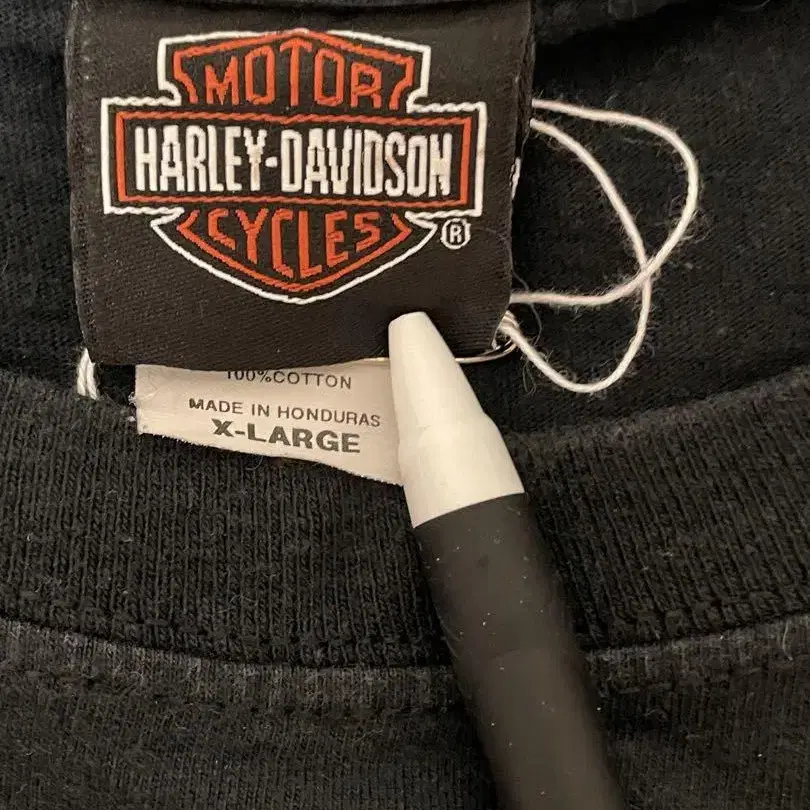 MOTOR
HARLEY-DAVIDSON
CYCLES
®
100%COTTON
MADE IN HONDURAS
X-LARGE